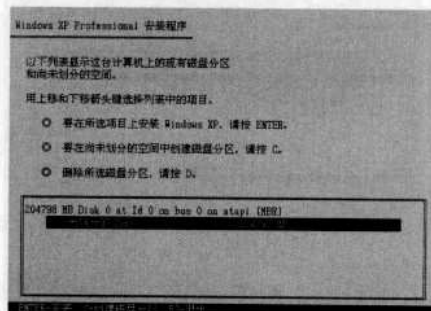 Windows XP Professional 安装程序
以下列表显示这台计算机上的现有磁盘分区
和尚未划分的空间。
用上移和下移箭头键选择列表中的项目。
要在所选项目上安装 Windows XP，请按 ENTER。
要在尚未划分的空间中创建磁盘分区，请按 C。
删除所选磁盘分区，请按 D。
204798 MB Disk 0 at Id 0 on bus 0 on atapi (MBR)